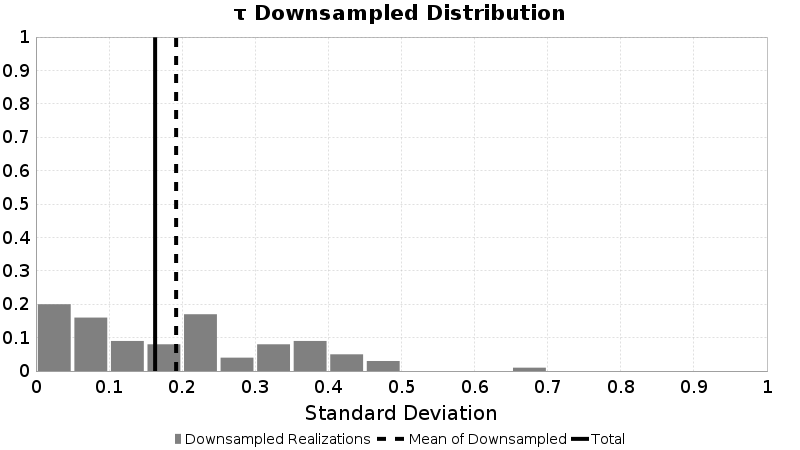 τ Downsampled Distribution
1
0.9
0.8
0.7
0.6
0.5
0.4
0.3
0.2
0.1
0
0 0.1 0.2 0.3 0.4 0.5 0.6 0.7 0.8 0.9 1
Standard Deviation
Downsampled Realizations Mean of Downsampled Total